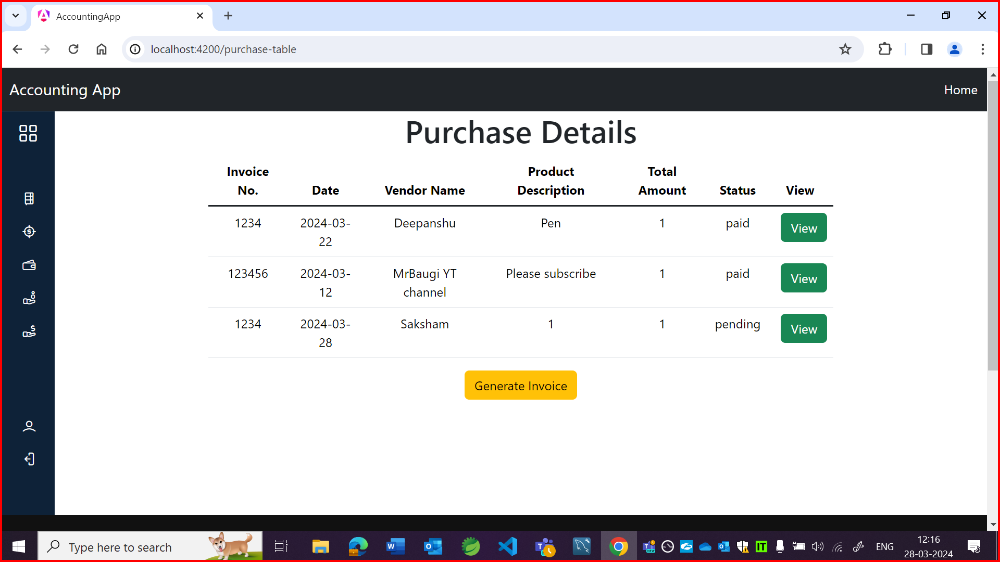 AccountingApp
localhost:4200/purchase-table
Accounting App
Home
Purchase Details
Invoice No.
Date
Vendor Name
Product Description
Total Amount
Status
View
1234
2024-03-22
Deepanshu
Pen
1
paid
View
123456
2024-03-12
MrBaugi YT channel
Please subscribe
1
paid
View
1234
2024-03-28
Saksham
1
1
pending
View
Generate Invoice
Type here to search
ENG
12:16
28-03-2024